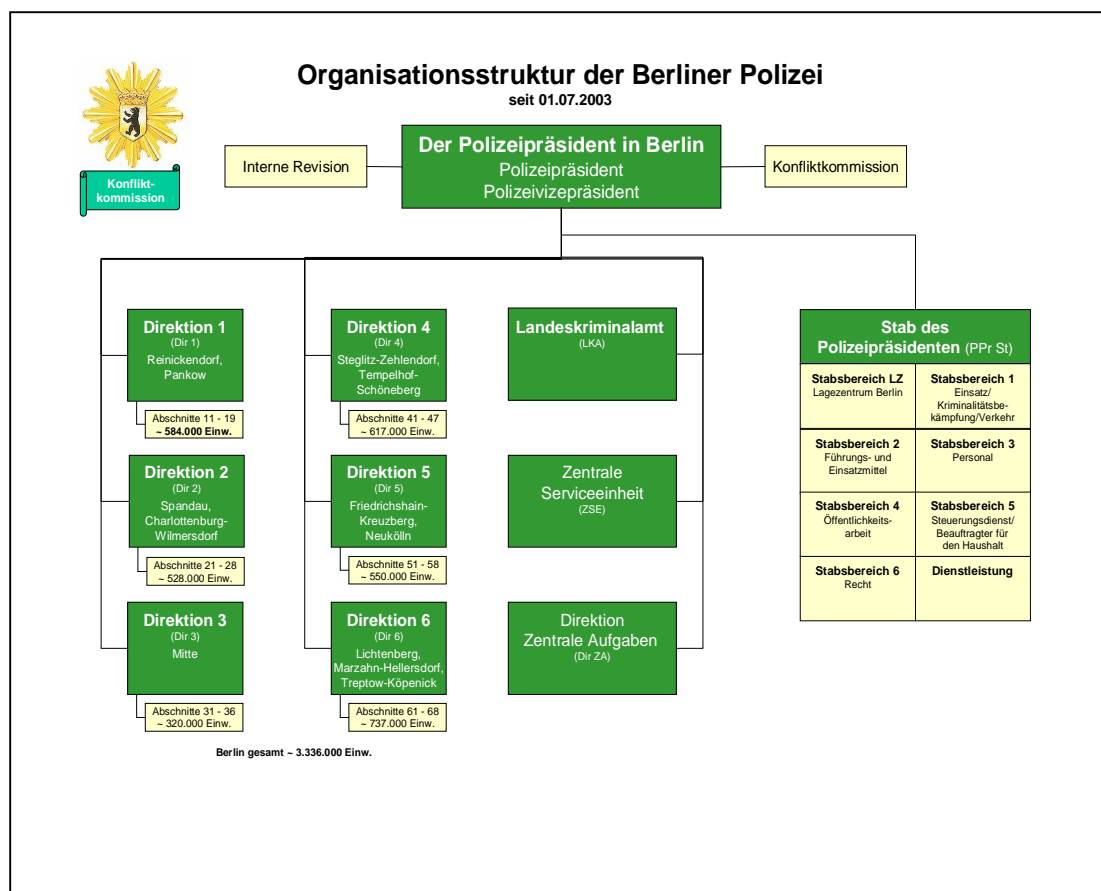 Organisationsstruktur der Berliner Polizei
seit 01.07.2003
Konflikt-
kommission
Interne Revision
Der Polizeipräsident in Berlin
Polizeipräsident
Polizeivizepräsident
Konfliktkommission
Direktion 1
(Dir 1)
Reinickendorf,
Pankow
Abschnitte 11 - 19
~ 584.000 Einw.
Direktion 2
(Dir 2)
Spandau,
Charlottenburg-
Wilmersdorf
Abschnitte 21 - 28
~ 528.000 Einw.
Direktion 3
(Dir 3)
Mitte
Abschnitte 31 - 36
~ 320.000 Einw.
Direktion 4
(Dir 4)
Steglitz-Zehlendorf,
Tempelhof-
Schöneberg
Abschnitte 41 - 47
~ 617.000 Einw.
Direktion 5
(Dir 5)
Friedrichshain-
Kreuzberg,
Neukölln
Abschnitte 51 - 58
~ 550.000 Einw.
Direktion 6
(Dir 6)
Lichtenberg,
Marzahn-Hellersdorf,
Treptow-Köpenick
Abschnitte 61 - 68
~ 737.000 Einw.
Landeskriminalamt
(LKA)
Zentrale
Serviceeinheit
(ZSE)
Direktion
Zentrale Aufgaben
(Dir ZA)
Stab des
Polizeipräsidenten (PPr St)
Stabsbereich LZ
Lagezentrum Berlin
Stabsbereich 1
Einsatz/
Kriminalitätsbe-
kämpfung/Verkehr
Stabsbereich 2
Führungs- und
Einsatzmittel
Stabsbereich 3
Personal
Stabsbereich 4
Öffentlichkeits-
arbeit
Stabsbereich 5
Steuerungsdienst/
Beauftragter für
den Haushalt
Stabsbereich 6
Recht
Dienstleistung
Berlin gesamt ~ 3.336.000 Einw.